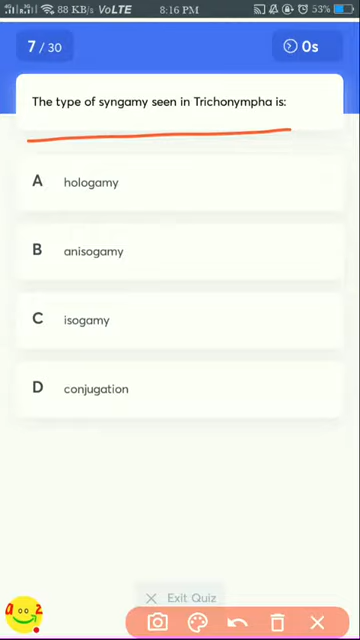 88 KB/s VoLTE 8:16 PM 53%
7 / 30
0s
The type of syngamy seen in Trichonympha is:
A hologamy
B anisogamy
C isogamy
D conjugation
Exit Quiz
a z